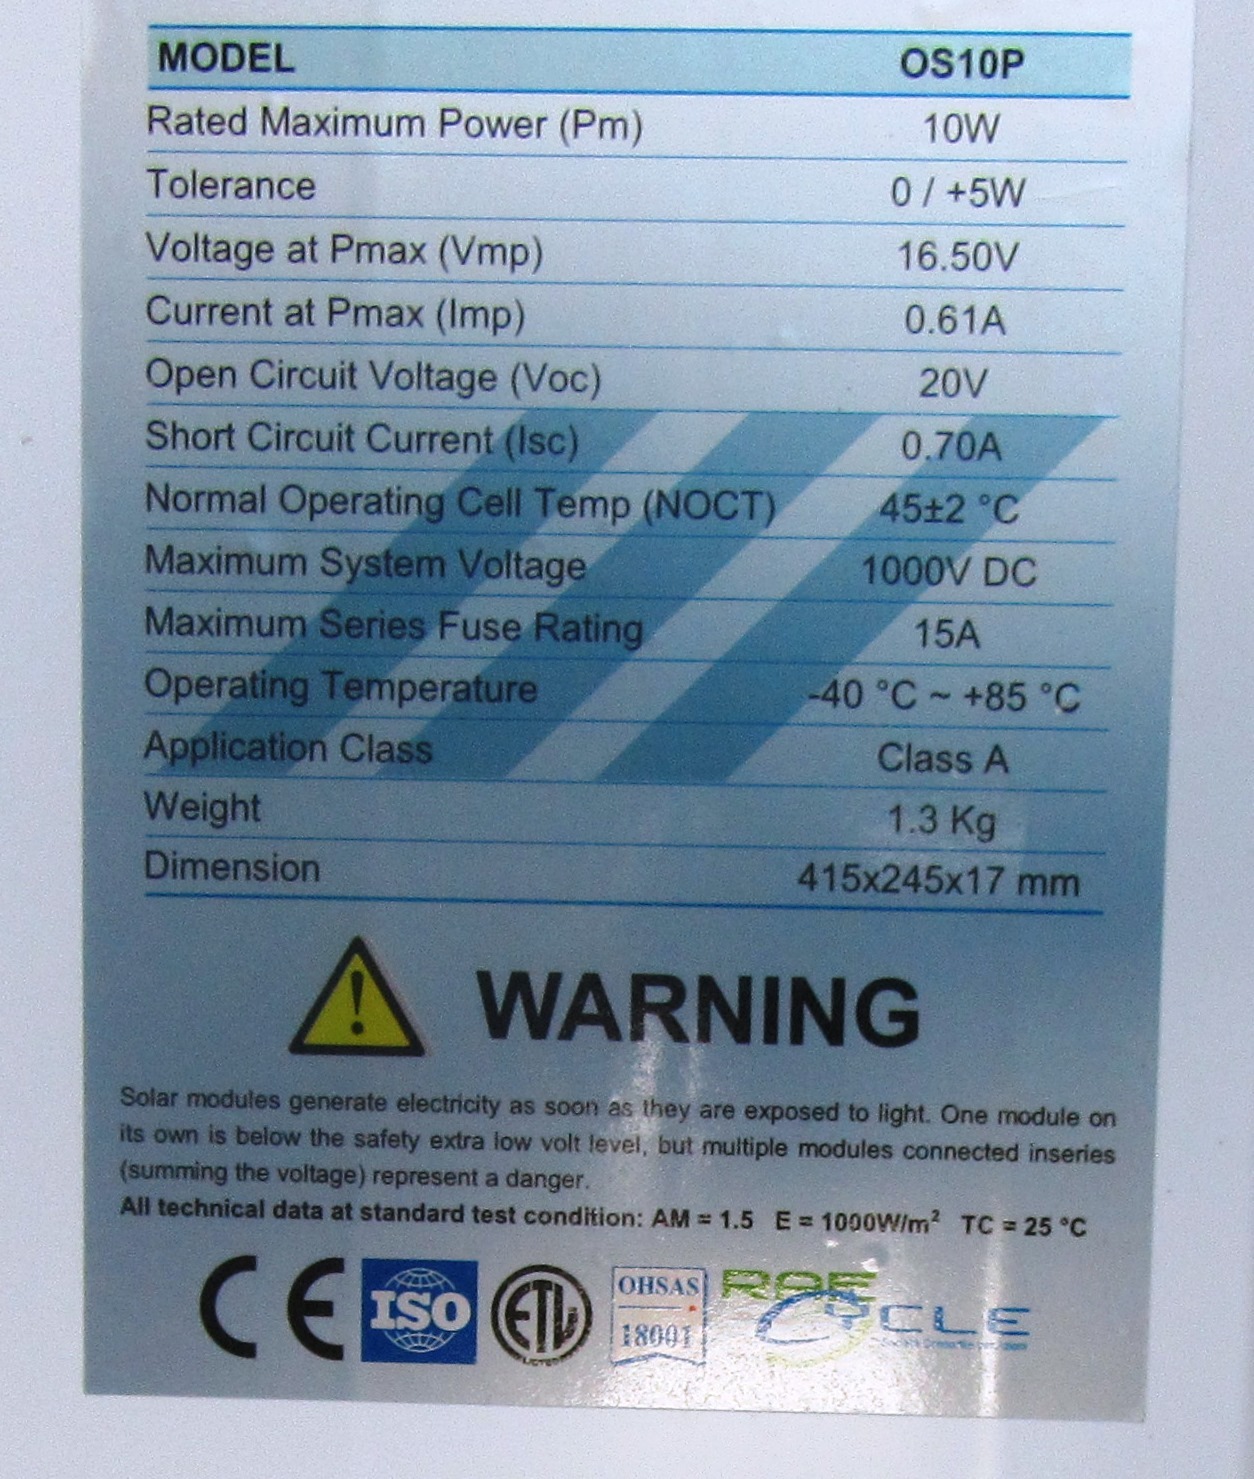 MODEL OS10P
Rated Maximum Power (Pm) 10W
Tolerance 0 / +5W
Voltage at Pmax (Vmp) 16.50V
Current at Pmax (Imp) 0.61A
Open Circuit Voltage (Voc) 20V
Short Circuit Current (Isc) 0.70A
Normal Operating Cell Temp (NOCT) 45±2 °C
Maximum System Voltage 1000V DC
Maximum Series Fuse Rating 15A
Operating Temperature -40 °C ~ +85 °C
Application Class Class A
Weight 1.3 Kg
Dimension 415x245x17 mm
WARNING
Solar modules generate electricity as soon as they are exposed to light. One module on
its own is below the safety extra low volt level, but multiple modules connected inseries
(summing the voltage) represent a danger.
All technical data at standard test condition: AM = 1.5 E = 1000W/m² TC = 25 °C
CE ISO ETL OHSAS RAE
LISTED 18001 CYCLE